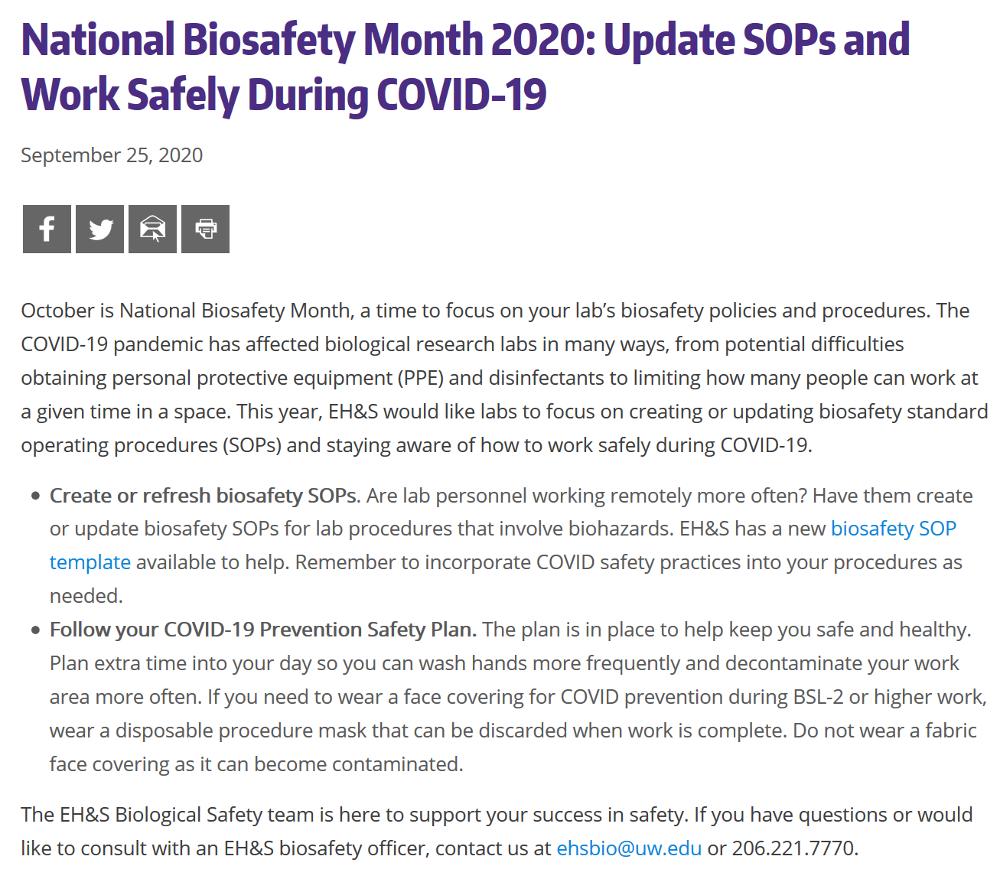 National Biosafety Month 2020: Update SOPs and
Work Safely During COVID-19
September 25, 2020
October is National Biosafety Month, a time to focus on your lab’s biosafety policies and procedures. The
COVID-19 pandemic has affected biological research labs in many ways, from potential difficulties
obtaining personal protective equipment (PPE) and disinfectants to limiting how many people can work at
a given time in a space. This year, EH&S would like labs to focus on creating or updating biosafety standard
operating procedures (SOPs) and staying aware of how to work safely during COVID-19.
• Create or refresh biosafety SOPs. Are lab personnel working remotely more often? Have them create
or update biosafety SOPs for lab procedures that involve biohazards. EH&S has a new biosafety SOP
template available to help. Remember to incorporate COVID safety practices into your procedures as
needed.
• Follow your COVID-19 Prevention Safety Plan. The plan is in place to help keep you safe and healthy.
Plan extra time into your day so you can wash hands more frequently and decontaminate your work
area more often. If you need to wear a face covering for COVID prevention during BSL-2 or higher work,
wear a disposable procedure mask that can be discarded when work is complete. Do not wear a fabric
face covering as it can become contaminated.
The EH&S Biological Safety team is here to support your success in safety. If you have questions or would
like to consult with an EH&S biosafety officer, contact us at ehsbio@uw.edu or 206.221.7770.